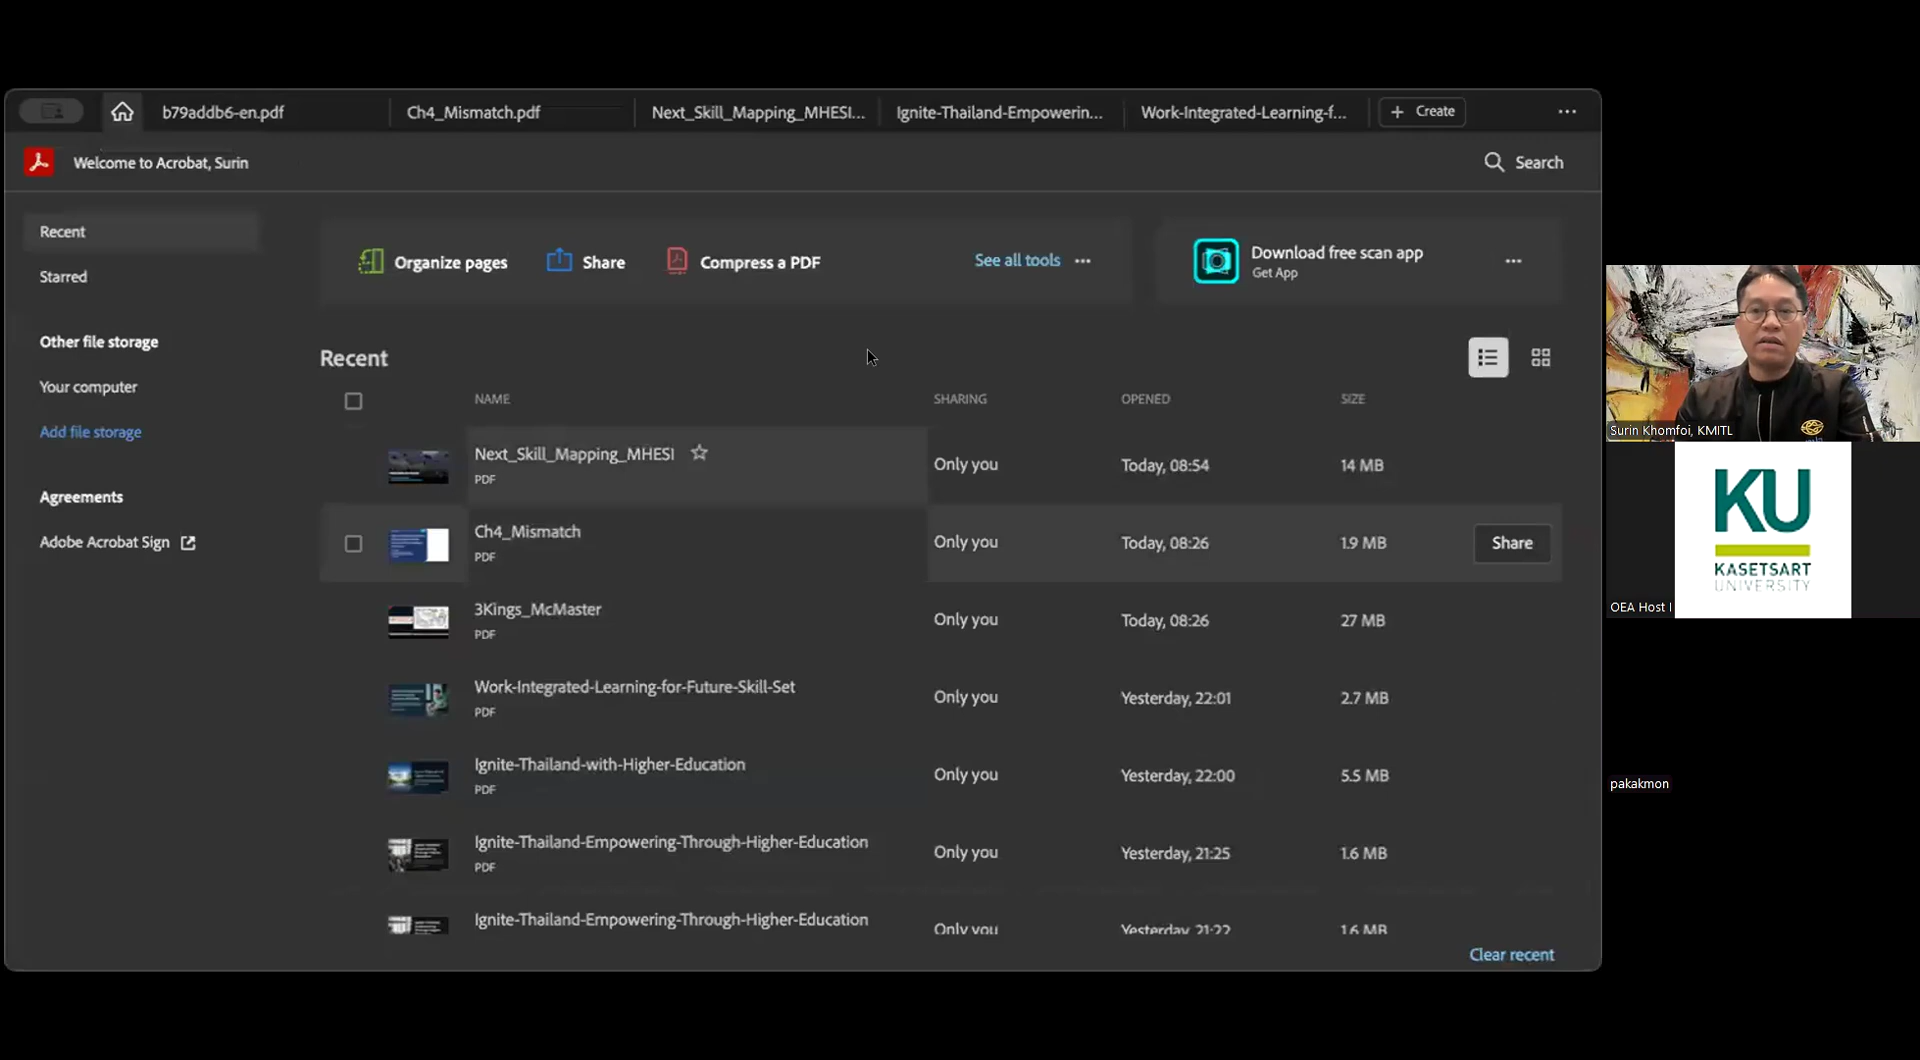 b79addb6-en.pdf
Ch4_Mismatch.pdf
Next_Skill_Mapping_MHESI...
Ignite-Thailand-Empowerin...
Work-Integrated-Learning-f...
+ Create
Welcome to Acrobat, Surin
Search
Recent
Starred
Other file storage
Your computer
Add file storage
Agreements
Adobe Acrobat Sign
Organize pages
Share
Compress a PDF
See all tools
Download free scan app
Get App
Recent
NAME SHARING OPENED SIZE
Next_Skill_Mapping_MHESI
PDF
Only you Today, 08:54 14 MB
Ch4_Mismatch
PDF
Only you Today, 08:26 1.9 MB Share
3Kings_McMaster
PDF
Only you Today, 08:26 27 MB
Work-Integrated-Learning-for-Future-Skill-Set
PDF
Only you Yesterday, 22:01 2.7 MB
Ignite-Thailand-with-Higher-Education
PDF
Only you Yesterday, 22:00 5.5 MB
Ignite-Thailand-Empowering-Through-Higher-Education
PDF
Only you Yesterday, 21:25 1.6 MB
Ignite-Thailand-Empowering-Through-Higher-Education
Only you Yesterday, 21:22 1.6 MB
Clear recent
Surin Khomfoi, KMITL
KU
KASETSART
UNIVERSITY
OEA Host
pakakmon